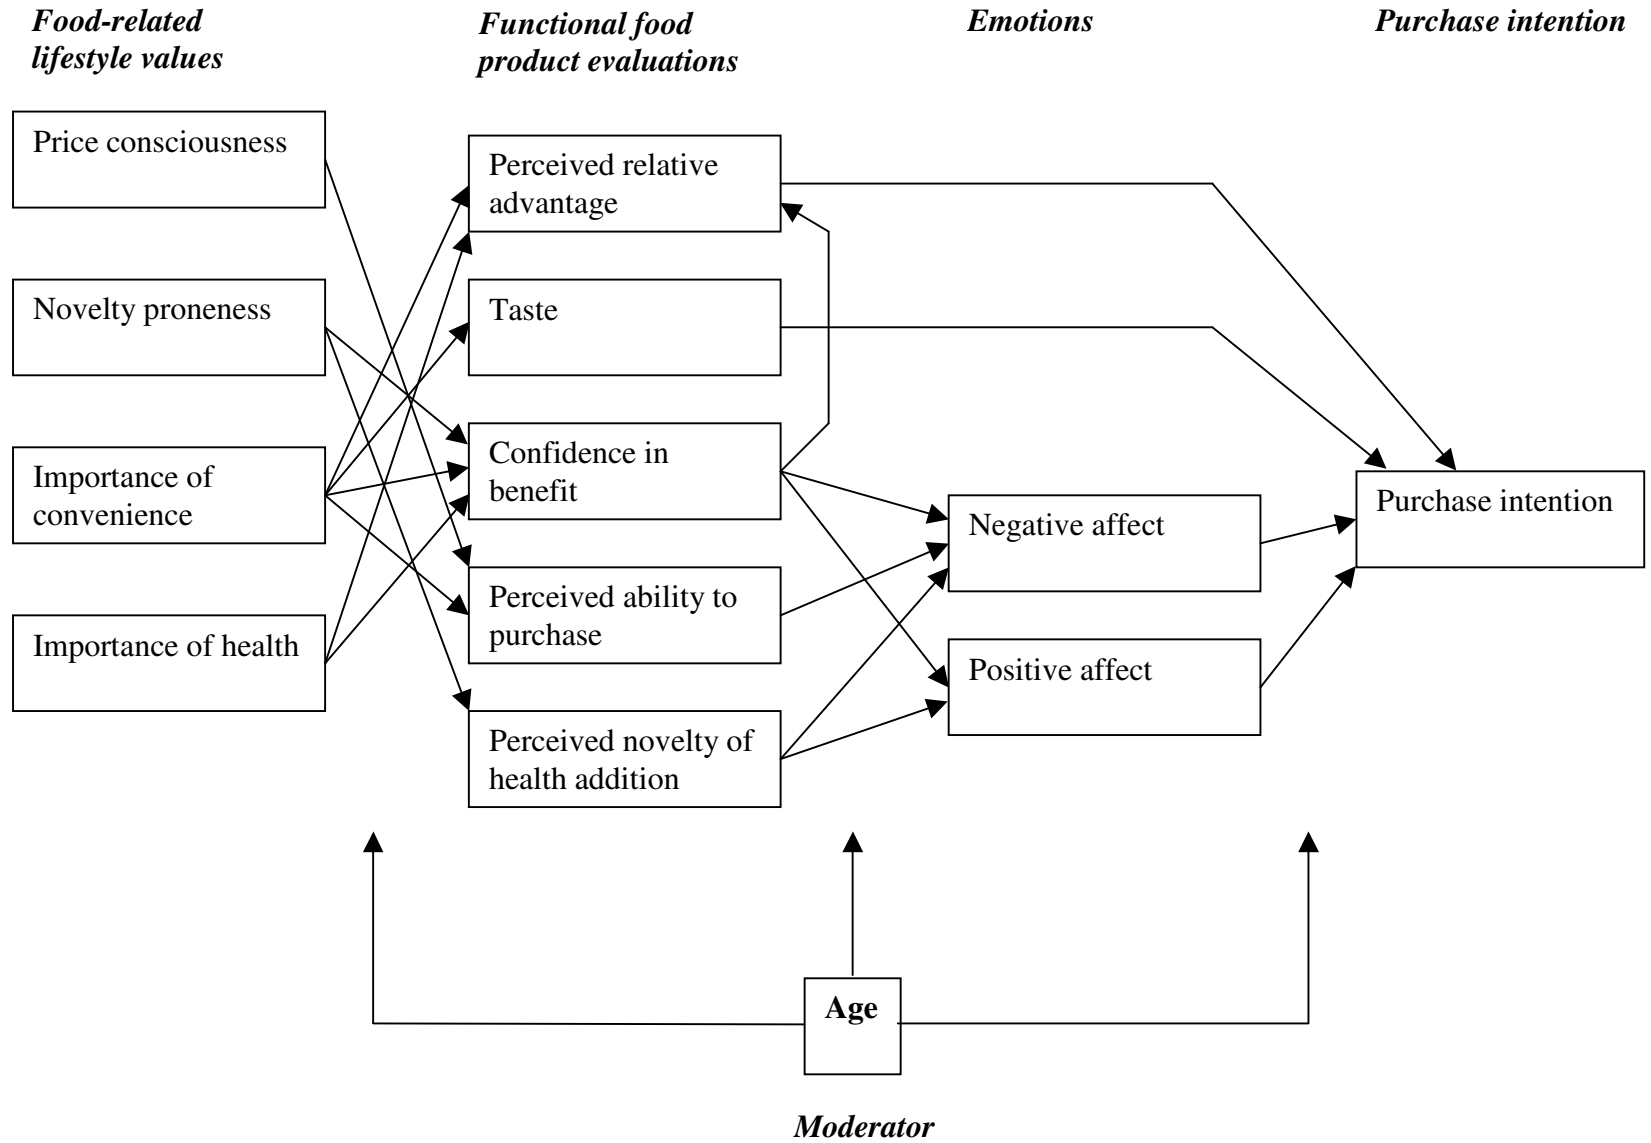 Food-related
lifestyle values
Functional food
product evaluations
Emotions
Purchase intention
Price consciousness
Novelty proneness
Importance of
convenience
Importance of health
Perceived relative
advantage
Taste
Confidence in
benefit
Perceived ability to
purchase
Perceived novelty of
health addition
Negative affect
Positive affect
Purchase intention
Age
Moderator